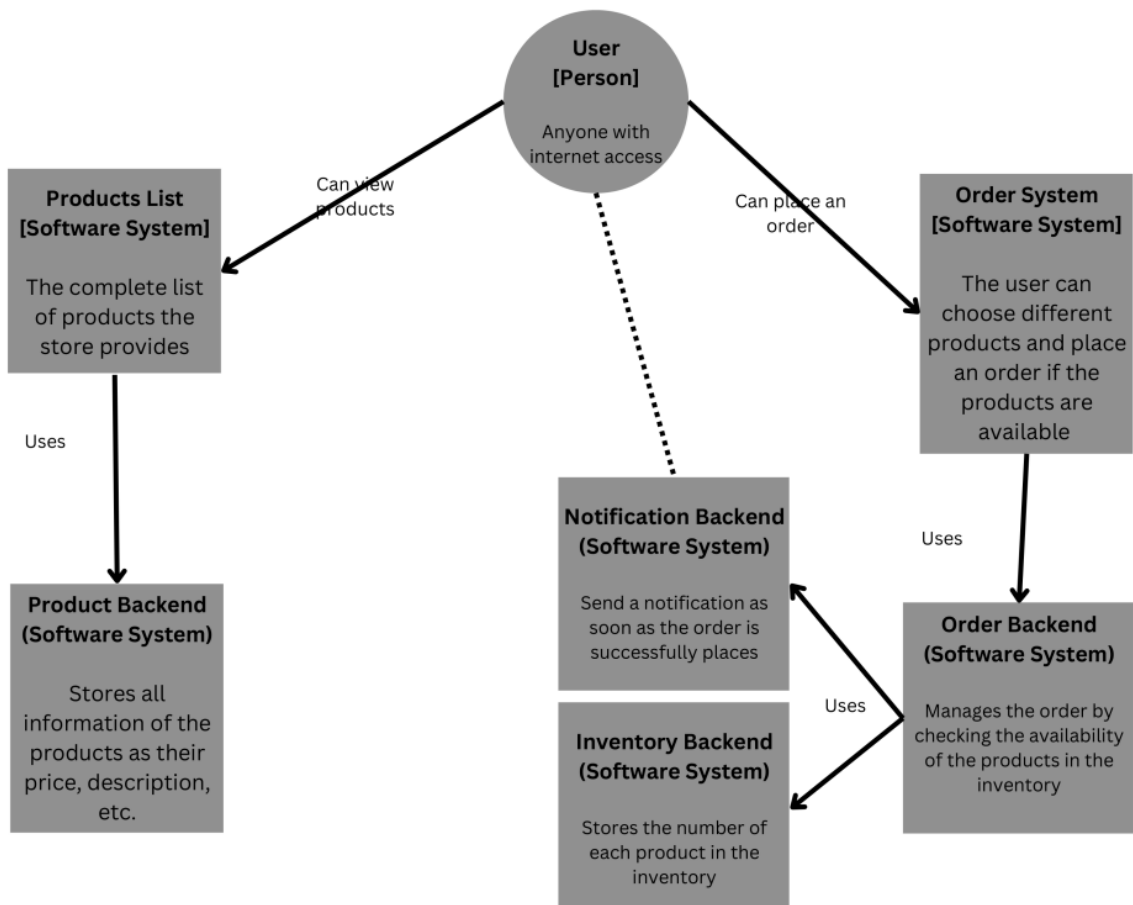 User
[Person]
Anyone with
internet access
Can view
products
Can place an
order
Products List
[Software System]
The complete list
of products the
store provides
Order System
[Software System]
The user can
choose different
products and place
an order if the
products are
available
Uses
Uses
Notification Backend
(Software System)
Send a notification as
soon as the order is
successfully places
Product Backend
(Software System)
Stores all
information of the
products as their
price, description,
etc.
Order Backend
(Software System)
Manages the order by
checking the availability
of the products in the
inventory
Uses
Inventory Backend
(Software System)
Stores the number of
each product in the
inventory